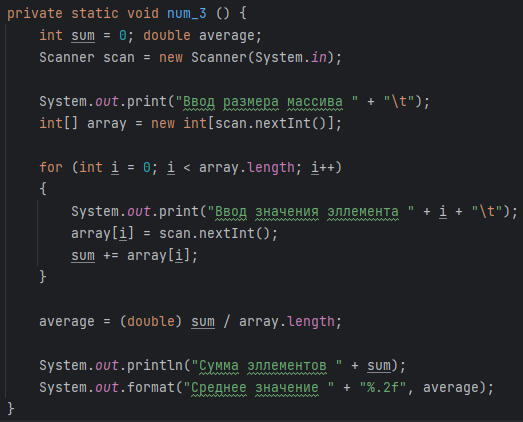 private static void num_3 () {
    int sum = 0; double average;
    Scanner scan = new Scanner(System.in);

    System.out.print("Ввод размера массива " + "\t");
    int[] array = new int[scan.nextInt()];

    for (int i = 0; i < array.length; i++)
    {
        System.out.print("Ввод значения эллемента " + i + "\t");
        array[i] = scan.nextInt();
        sum += array[i];
    }

    average = (double) sum / array.length;

    System.out.println("Сумма эллементов " + sum);
    System.out.format("Среднее значение " + "%.2f", average);
}